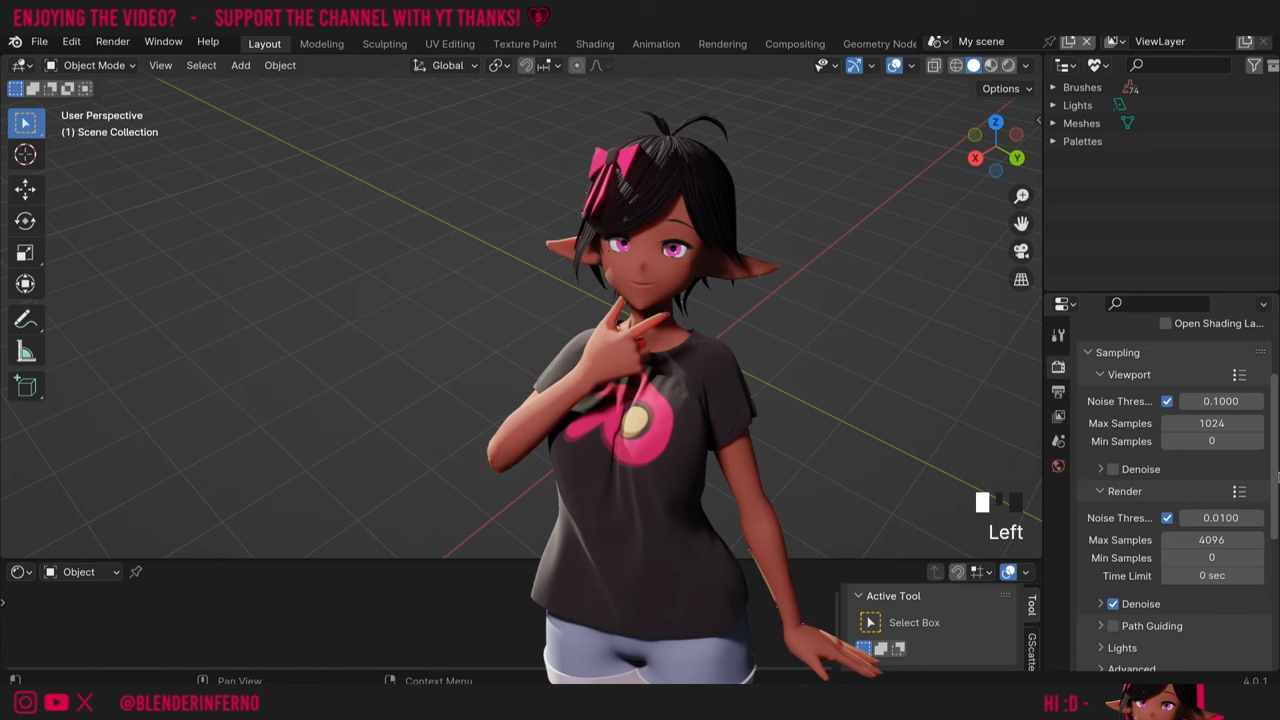 ENJOYING THE VIDEO? - SUPPORT THE CHANNEL WITH YT THANKS!
File Edit Render Window Help Layout Modeling Sculpting UV Editing Texture Paint Shading Animation Rendering Compositing Geometry Node My scene ViewLayer
Object Mode View Select Add Object Global
Options
User Perspective
(1) Scene Collection
Brushes 74
Lights
Meshes
Palettes
Z
X
Y
Open Shading La...
Sampling
Viewport
Noise Thres... 0.1000
Max Samples 1024
Min Samples 0
Denoise
Render
Noise Thres... 0.0100
Max Samples 4096
Min Samples 0
Time Limit 0 sec
Denoise
Path Guiding
Lights
Advanced
Left
Object
Active Tool
Select Box
Tool
GScatte
Pan View Context Menu 4.0.1
@BLENDERINFERNO HI :D -